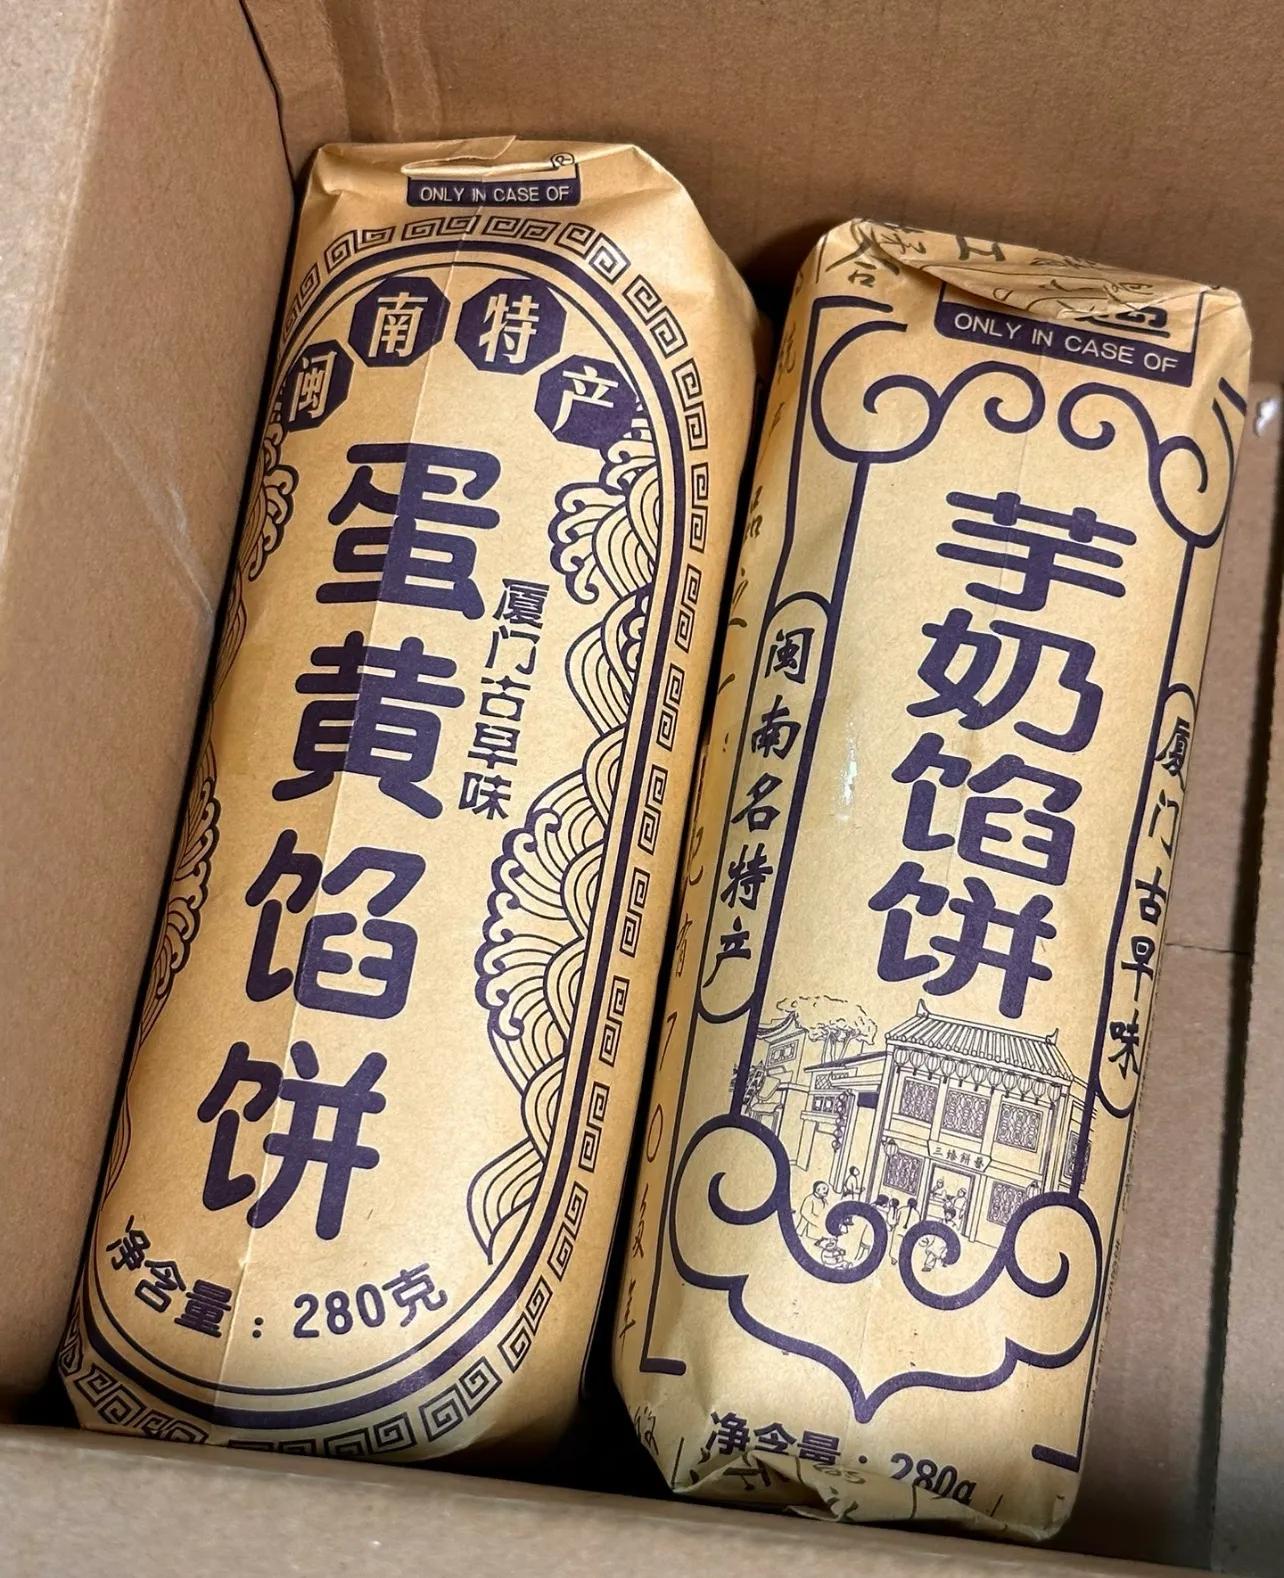 ONLY IN CASE OF
闽南特产
蛋黄馅饼
厦门古早味
净含量：280克
ONLY IN CASE OF
芋奶馅饼
闽南名特产
厦门古早味
净含量：280g